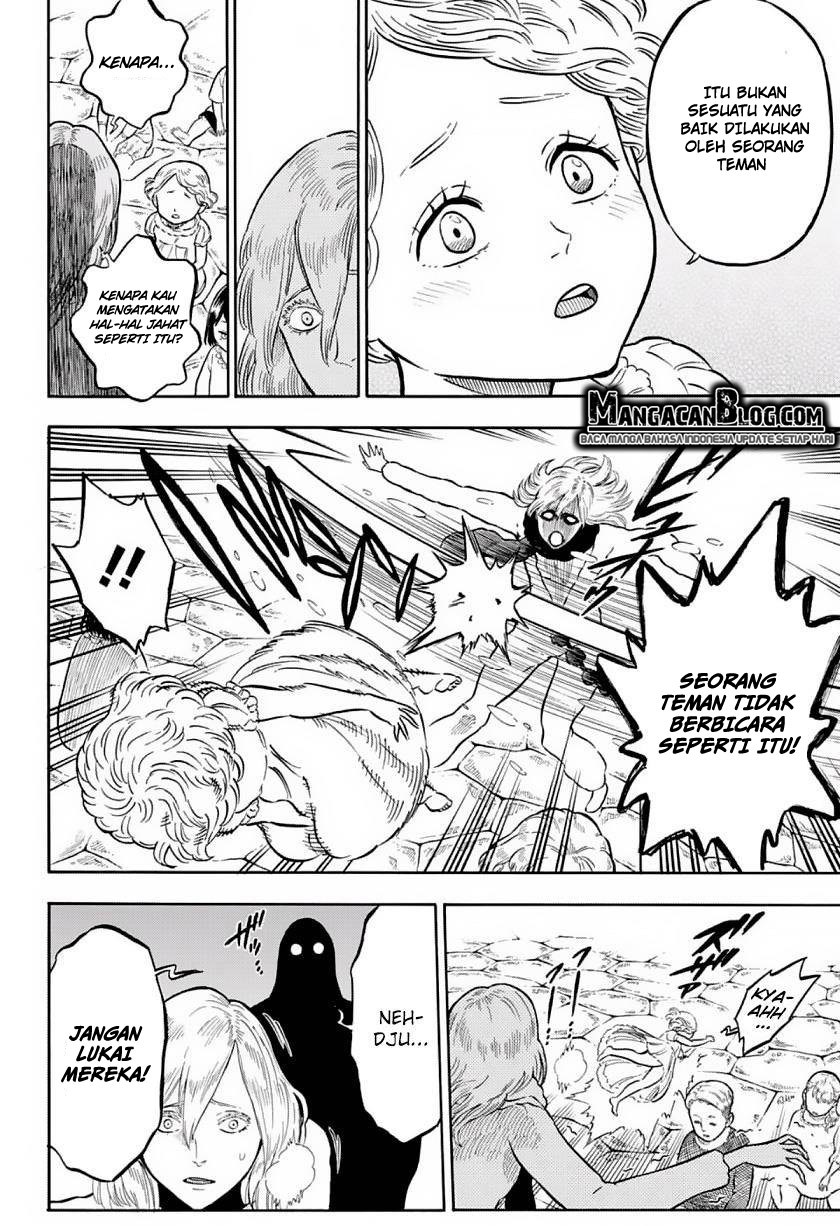 ITU BUKAN
SESUATU YANG
BAIK DILAKUKAN
OLEH SEORANG
TEMAN
KENAPA...
KENAPA KAU
MENGATAKAN
HAL-HAL JAHAT
SEPERTI ITU?
MANGACANBLOG.COM
BACA MANGA BAHASA INDONESIA UPDATE SETIAP HARI
SEORANG
TEMAN TIDAK
BERBICARA
SEPERTI ITU!
!!
KYA-
AHH
...
NEH-
DJU...
JANGAN
LUKAI
MEREKA!